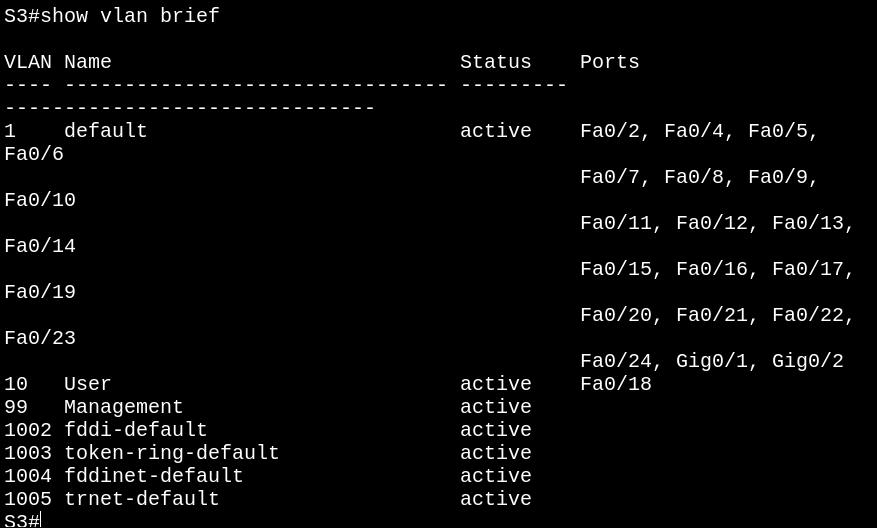 S3#show vlan brief
VLAN Name                             Status    Ports
---- -------------------------------- ---------
-------------------------------
1    default                          active    Fa0/2, Fa0/4, Fa0/5,
Fa0/6
                                                Fa0/7, Fa0/8, Fa0/9,
Fa0/10
                                                Fa0/11, Fa0/12, Fa0/13,
Fa0/14
                                                Fa0/15, Fa0/16, Fa0/17,
Fa0/19
                                                Fa0/20, Fa0/21, Fa0/22,
Fa0/23
                                                Fa0/24, Gig0/1, Gig0/2
10   User                             active    Fa0/18
99   Management                       active
1002 fddi-default                     active
1003 token-ring-default               active
1004 fddinet-default                  active
1005 trnet-default                    active
S3#